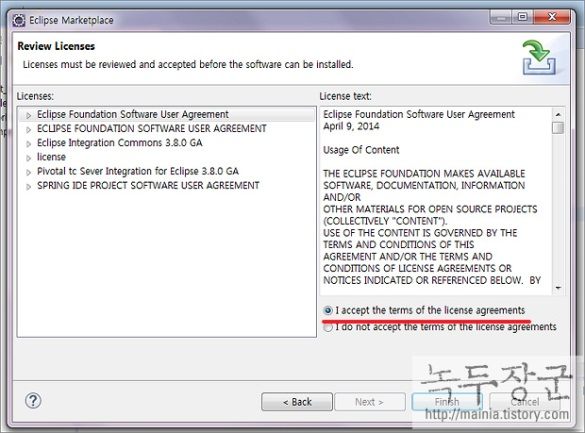 Eclipse Marketplace
Review Licenses
Licenses must be reviewed and accepted before the software can be installed.
Licenses:
Eclipse Foundation Software User Agreement
ECLIPSE FOUNDATION SOFTWARE USER AGREEMENT
Eclipse Integration Commons 3.8.0 GA
license
Pivotal tc Sever Integration for Eclipse 3.8.0 GA
SPRING IDE PROJECT SOFTWARE USER AGREEMENT
License text:
Eclipse Foundation Software User Agreement
April 9, 2014
Usage Of Content
THE ECLIPSE FOUNDATION MAKES AVAILABLE
SOFTWARE, DOCUMENTATION, INFORMATION
AND/OR
OTHER MATERIALS FOR OPEN SOURCE PROJECTS
(COLLECTIVELY "CONTENT").
USE OF THE CONTENT IS GOVERNED BY THE
TERMS AND CONDITIONS OF THIS
AGREEMENT AND/OR THE TERMS AND
CONDITIONS OF LICENSE AGREEMENTS OR
NOTICES INDICATED OR REFERENCED BELOW. BY
I accept the terms of the license agreements
I do not accept the terms of the license agreements
녹두장군
< Back
Next >
Finish
Cancel
http://mainia.tistory.com